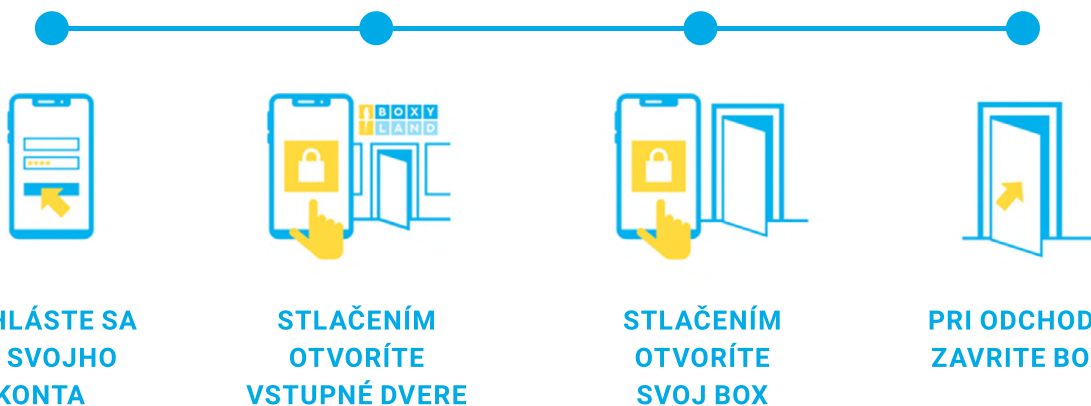 BOXY
LAND
HLÁSTE SA
SVOJHO
KONTA
STLAČENÍM
OTVORÍTE
VSTUPNÉ DVERE
STLAČENÍM
OTVORÍTE
SVOJ BOX
PRI ODCHOD
ZAVRITE BO